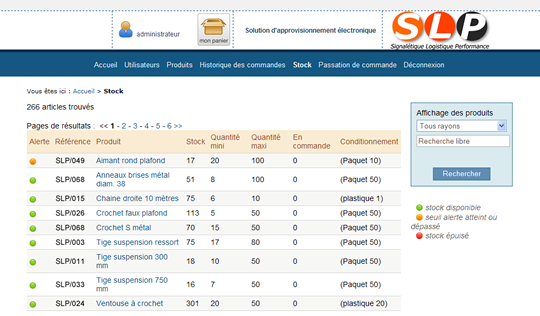 administrateur
mon panier
Solution d'approvisionnement électronique
SLP
Signalétique Logistique Performance
Accueil Utilisateurs Produits Historique des commandes Stock Passation de commande Déconnexion
Vous êtes ici : Accueil > Stock
266 articles trouvés
Pages de résultats : << 1 - 2 - 3 - 4 - 5 - 6 >>
Alerte Référence Produit Stock Quantité mini Quantité maxi En commande Conditionnement
SLP/049 Aimant rond plafond 17 20 100 0 (Paquet 10)
SLP/068 Anneaux brises métal diam. 38 51 8 100 0 (Paquet 50)
SLP/015 Chaine droite 10 mètres 75 6 10 0 (plastique 1)
SLP/026 Crochet faux plafond 113 5 50 0 (Paquet 50)
SLP/068 Crochet S métal 70 15 50 0 (Paquet 50)
SLP/003 Tige suspension ressort 75 17 80 0 (Paquet 50)
SLP/011 Tige suspension 300 mm 18 10 50 0 (Paquet 50)
SLP/033 Tige suspension 750 mm 16 7 50 0 (Paquet 50)
SLP/024 Ventouse à crochet 301 20 50 0 (plastique 20)
Affichage des produits
Tous rayons
Recherche libre
Rechercher
stock disponible
seuil alerte atteint ou
dépassé
stock épuisé